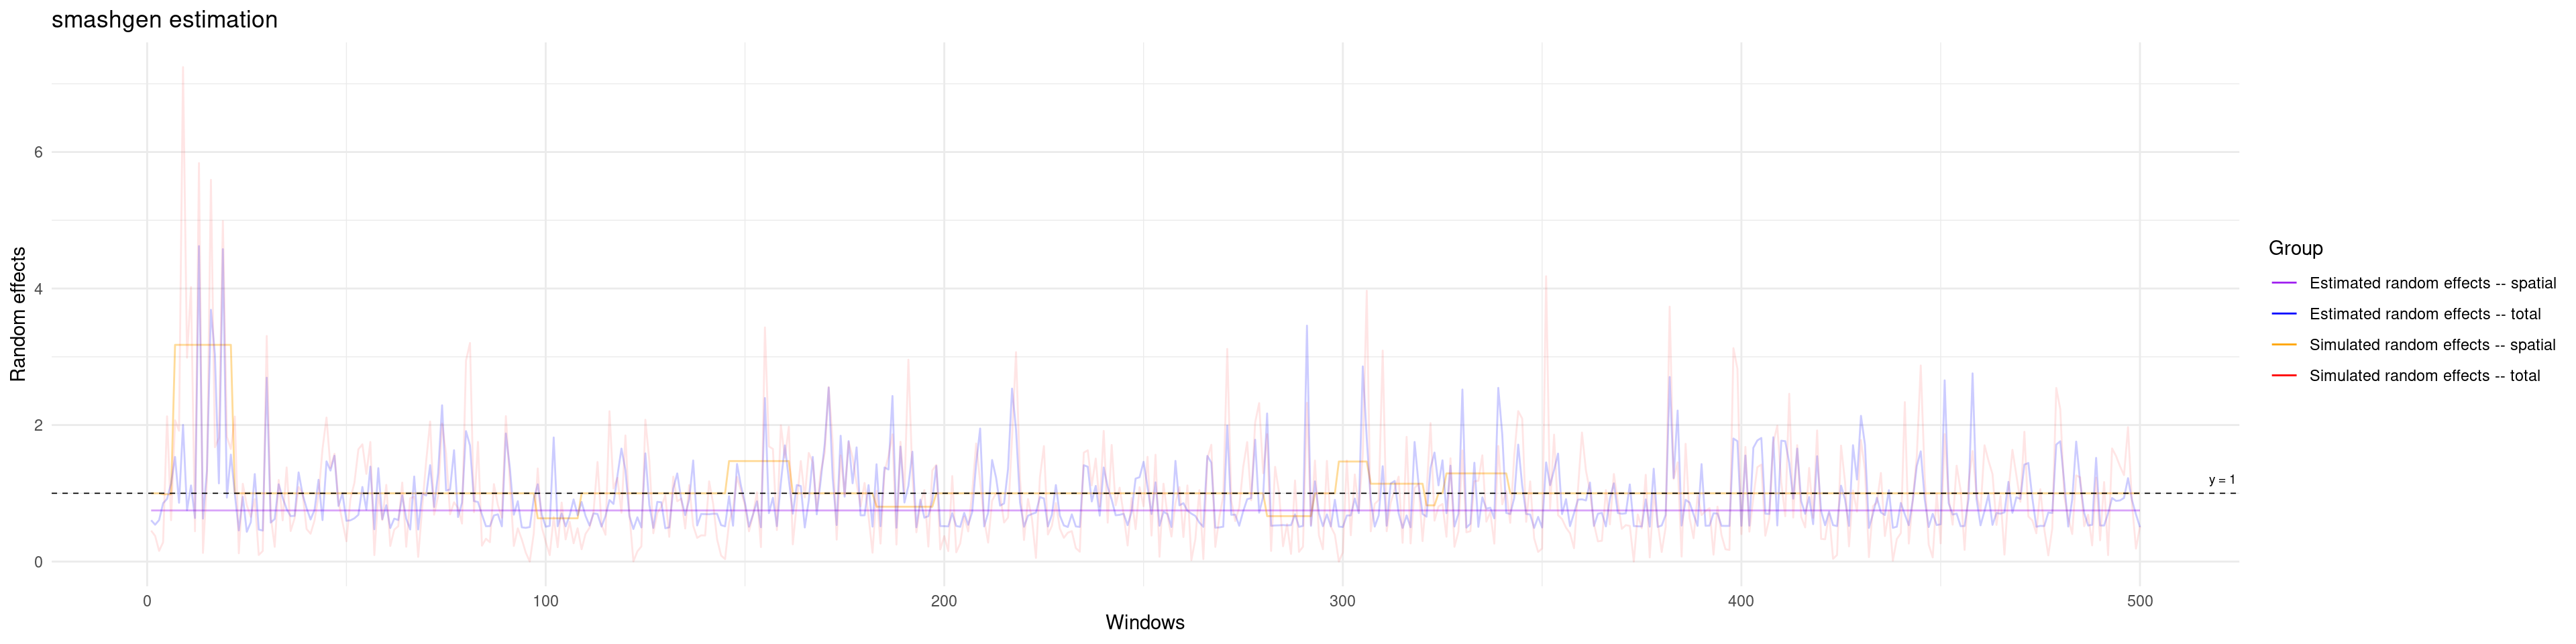 smashgen estimation
Random effects
6
4
2
0
y = 1
0
100
200
300
400
500
Windows
Group
Estimated random effects -- spatial
Estimated random effects -- total
Simulated random effects -- spatial
Simulated random effects -- total